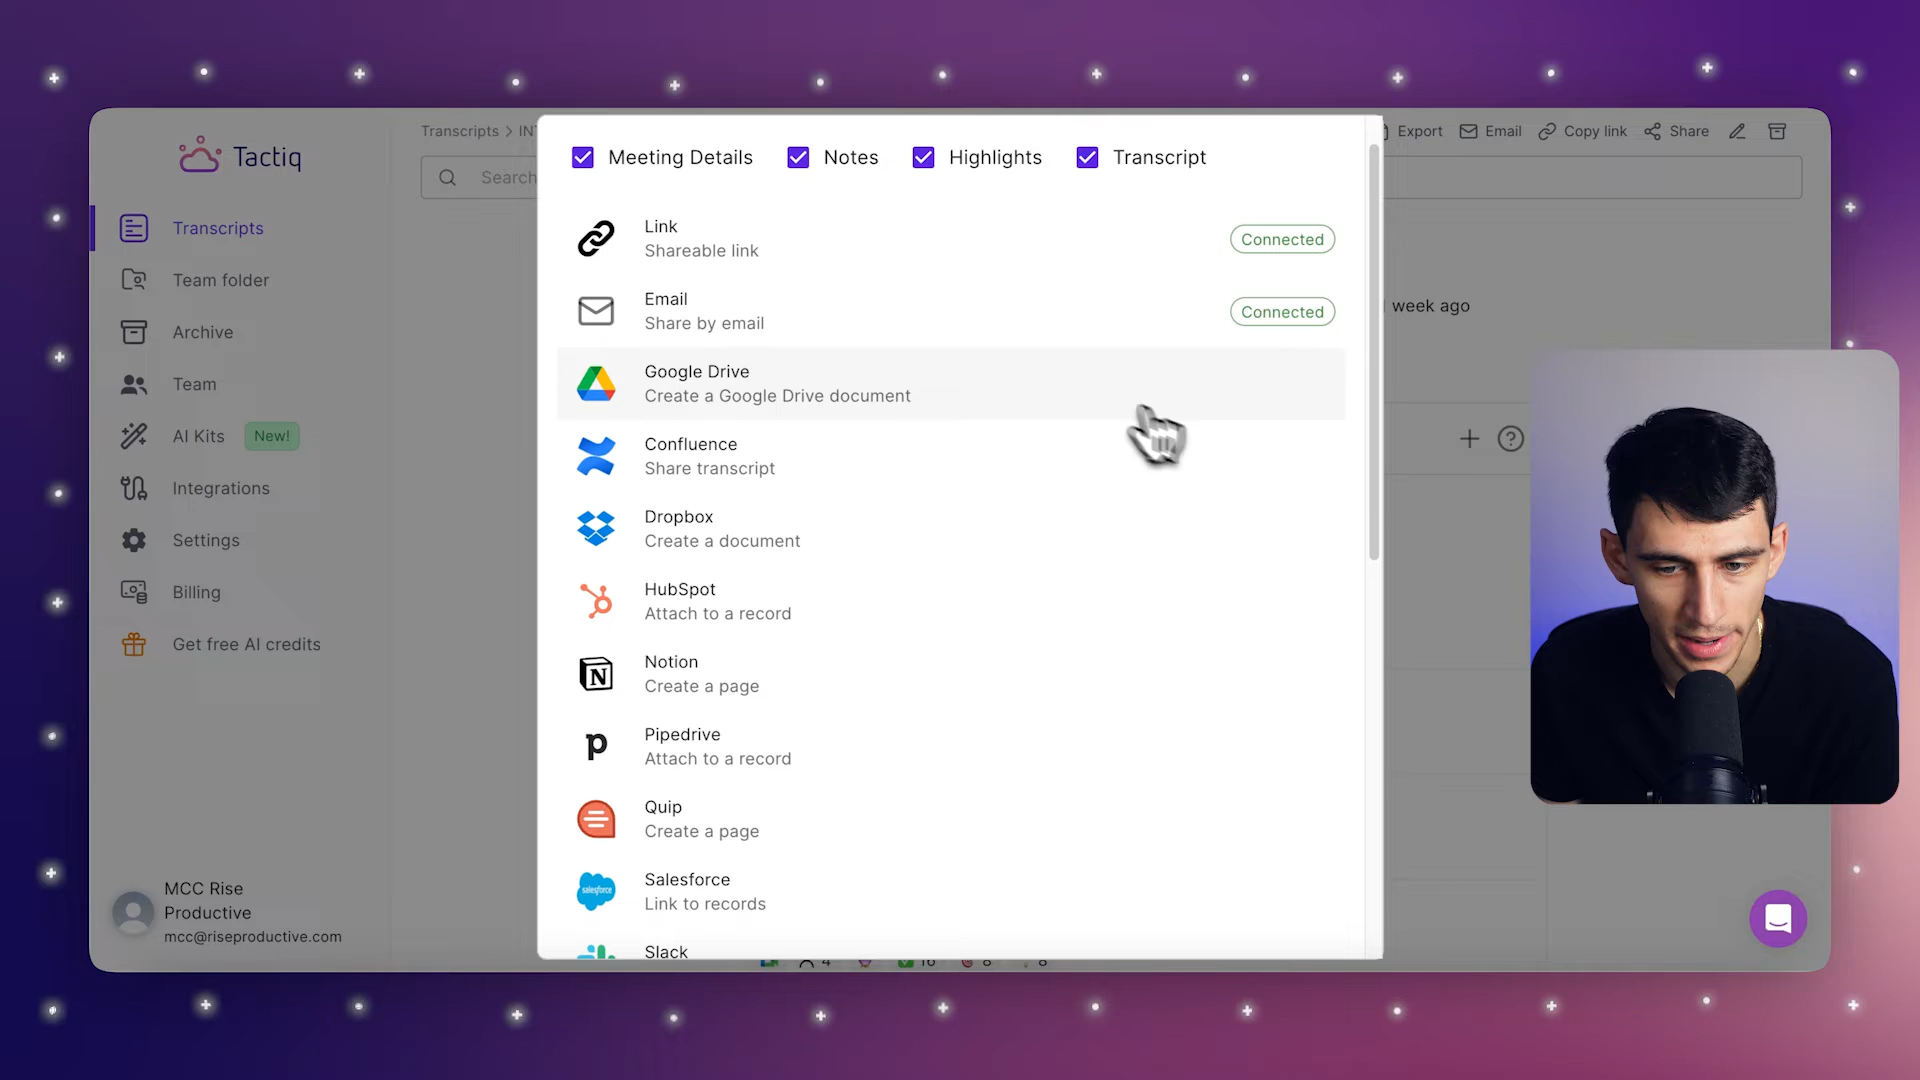 Tactiq
Transcripts
Team folder
Archive
Team
AI Kits New!
Integrations
Settings
Billing
Get free AI credits
MCC Rise
Productive
mcc@riseproductive.com
Transcripts > IN
Search
Export Email Copy link Share
Meeting Details Notes Highlights Transcript
Link
Shareable link
Connected
Email
Share by email
Connected
Google Drive
Create a Google Drive document
Confluence
Share transcript
Dropbox
Create a document
HubSpot
Attach to a record
Notion
Create a page
Pipedrive
Attach to a record
Quip
Create a page
salesforce
Salesforce
Link to records
Slack
week ago